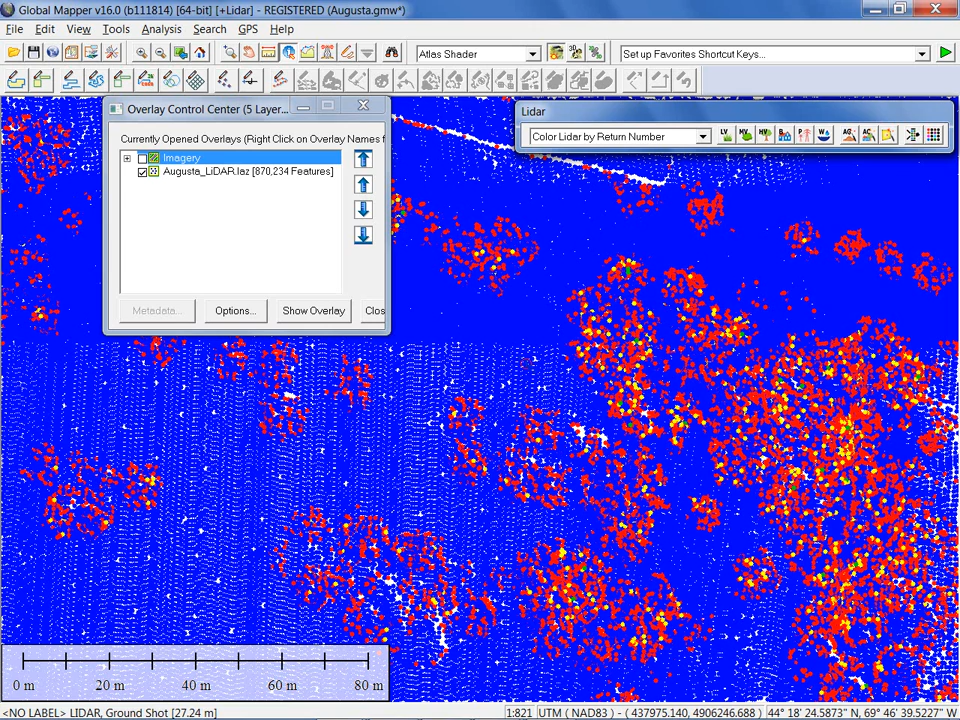 Global Mapper v16.0 (b111814) [64-bit] [+Lidar] - REGISTERED (Augusta.gmw*)
File Edit View Tools Analysis Search GPS Help
Atlas Shader
Set up Favorites Shortcut Keys...
Overlay Control Center (5 Layer...
Currently Opened Overlays (Right Click on Overlay Names f
Imagery
Augusta_LiDAR.laz [870,234 Features]
Metadata... Options... Show Overlay Clos
Lidar
Color Lidar by Return Number
0 m 20 m 40 m 60 m 80 m
<NO LABEL> LIDAR, Ground Shot [27.24 m] 1:821 UTM ( NAD83 ) - ( 437975.140, 4906246.688 ) 44° 18' 24.5873" N, 69° 46' 39.5227" W